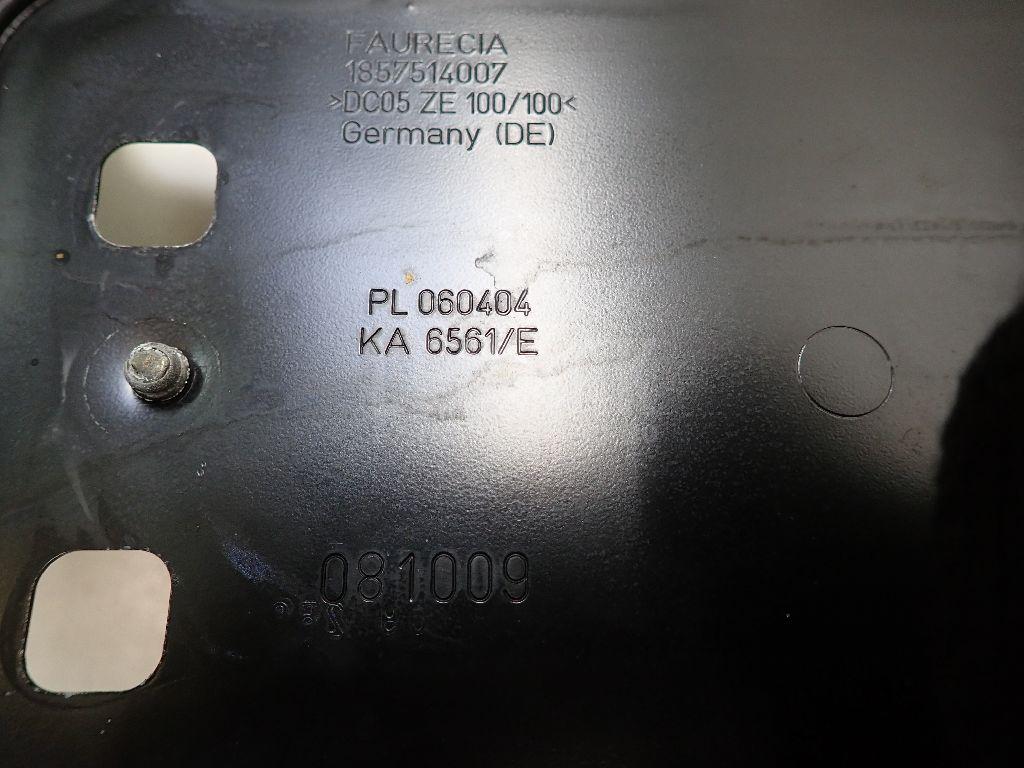 FAURECIA
1857514007
>DC05 ZE 100/100<
Germany (DE)
PL 060404
KA 6561/E
081009